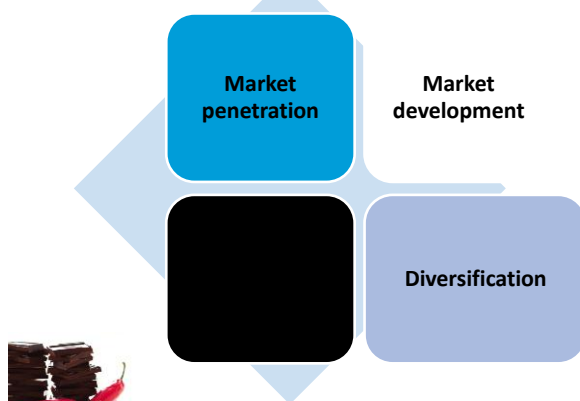 Market
penetration
Market
development
Diversification